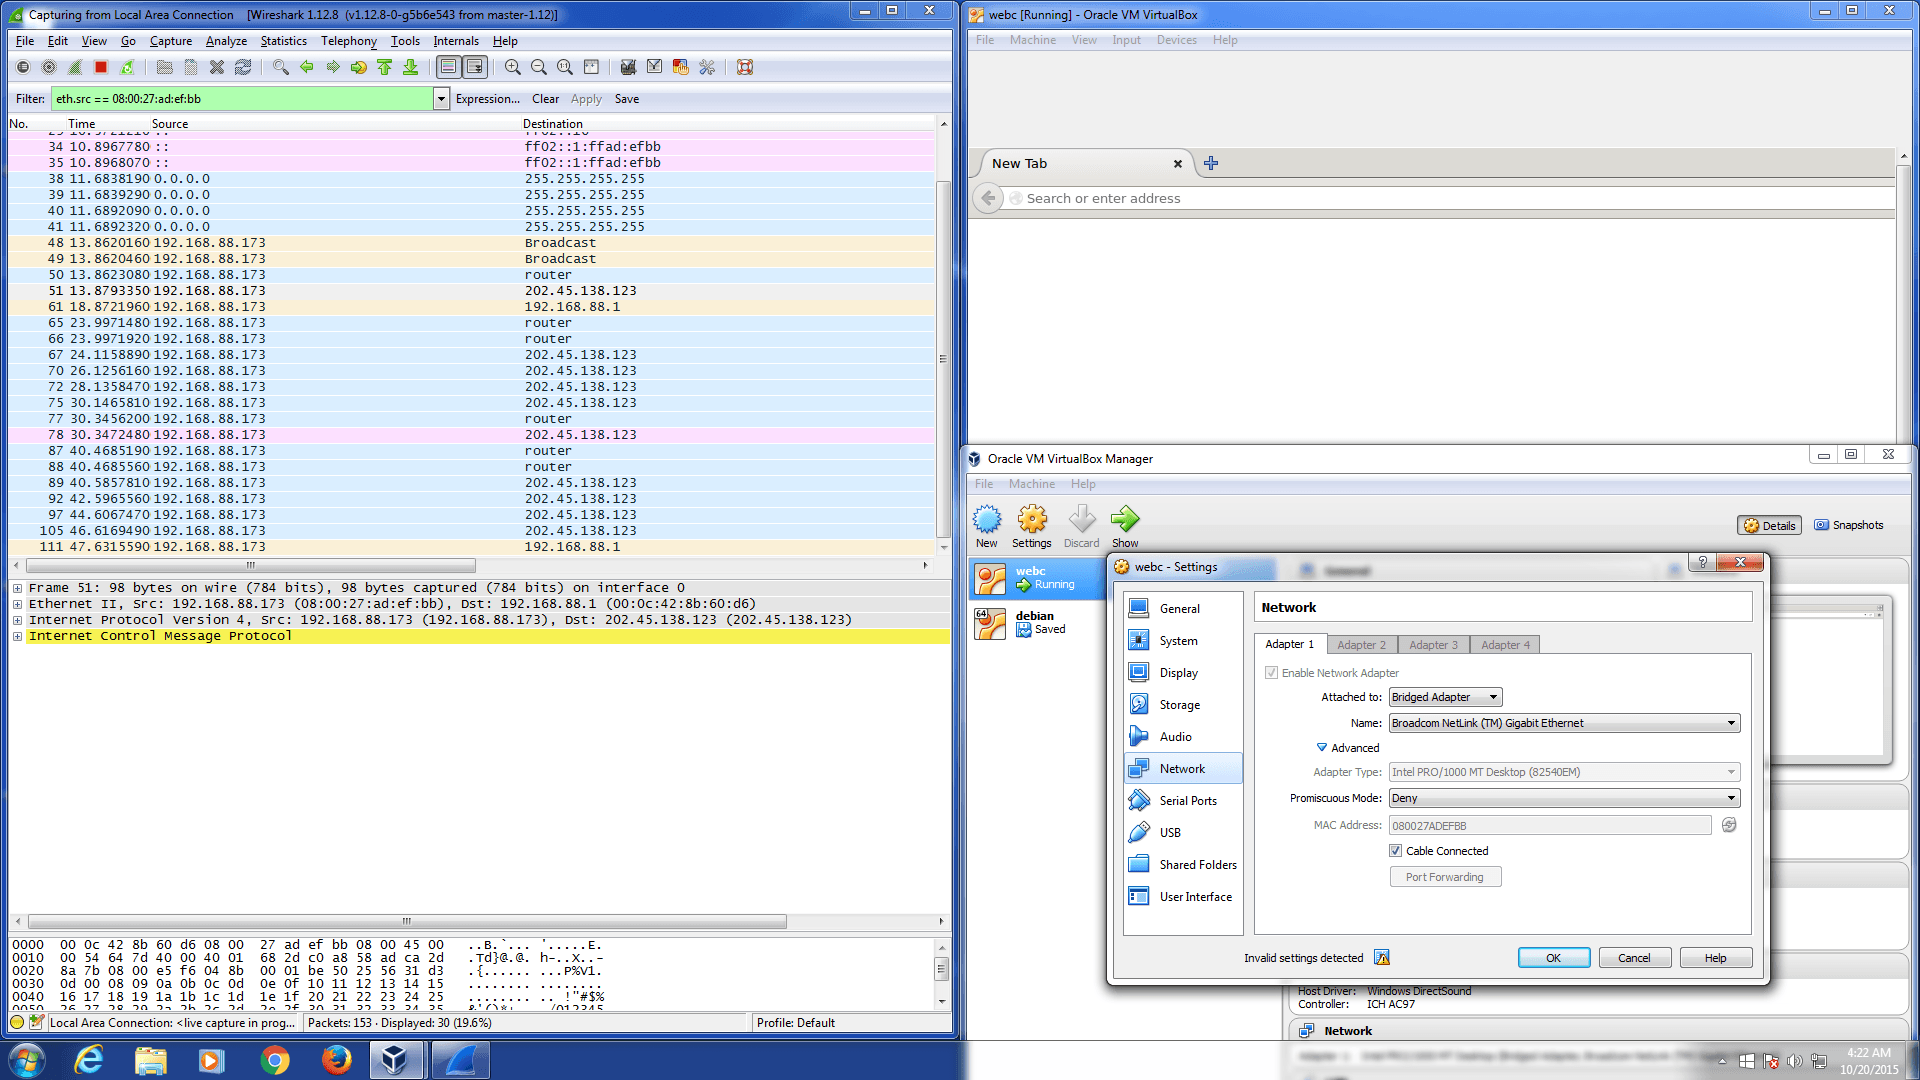 Capturing from Local Area Connection [Wireshark 1.12.8 (v1.12.8-0-g5b6e543 from master-1.12)]
File Edit View Go Capture Analyze Statistics Telephony Tools Internals Help
Filter: eth.src == 08:00:27:ad:ef:bb Expression... Clear Apply Save
No. Time Source Destination
34 10.8967780 :: ff02::1:ffad:efbb
35 10.8968070 :: ff02::1:ffad:efbb
38 11.6838190 0.0.0.0 255.255.255.255
39 11.6839290 0.0.0.0 255.255.255.255
40 11.6892090 0.0.0.0 255.255.255.255
41 11.6892320 0.0.0.0 255.255.255.255
48 13.8620160 192.168.88.173 Broadcast
49 13.8620460 192.168.88.173 Broadcast
50 13.8623080 192.168.88.173 router
51 13.8793350 192.168.88.173 202.45.138.123
61 18.8721960 192.168.88.173 192.168.88.1
65 23.9971480 192.168.88.173 router
66 23.9971920 192.168.88.173 router
67 24.1158890 192.168.88.173 202.45.138.123
70 26.1256160 192.168.88.173 202.45.138.123
72 28.1358470 192.168.88.173 202.45.138.123
75 30.1465810 192.168.88.173 202.45.138.123
77 30.3456200 192.168.88.173 router
78 30.3472480 192.168.88.173 202.45.138.123
87 40.4685190 192.168.88.173 router
88 40.4685560 192.168.88.173 router
89 40.5857810 192.168.88.173 202.45.138.123
92 42.5965560 192.168.88.173 202.45.138.123
97 44.6067470 192.168.88.173 202.45.138.123
105 46.6169490 192.168.88.173 202.45.138.123
111 47.6315590 192.168.88.173 192.168.88.1
Frame 51: 98 bytes on wire (784 bits), 98 bytes captured (784 bits) on interface 0
Ethernet II, Src: 192.168.88.173 (08:00:27:ad:ef:bb), Dst: 192.168.88.1 (00:0c:42:8b:60:d6)
Internet Protocol Version 4, Src: 192.168.88.173 (192.168.88.173), Dst: 202.45.138.123 (202.45.138.123)
Internet Control Message Protocol
0000 00 0c 42 8b 60 d6 08 00 27 ad ef bb 08 00 45 00 ..B.`... '.....E.
0010 00 54 64 7d 40 00 40 01 68 2d c0 a8 58 ad ca 2d .Td}@.@. h-..X..-
0020 8a 7b 08 00 e5 f6 04 8b 00 01 be 50 25 56 31 d3 .{...... ...P%V1.
0030 0d 00 08 09 0a 0b 0c 0d 0e 0f 10 11 12 13 14 15 ........ ........
0040 16 17 18 19 1a 1b 1c 1d 1e 1f 20 21 22 23 24 25 ........ .. !"#$%
0050 26 27 28 29 2a 2b 2c 2d 2e 2f 30 31 32 33 34 35 &'()*+,- ./012345
Local Area Connection: <live capture in prog... Packets: 153 · Displayed: 30 (19.6%) Profile: Default
webc [Running] - Oracle VM VirtualBox
File Machine View Input Devices Help
New Tab
Search or enter address
Oracle VM VirtualBox Manager
File Machine Help
New Settings Discard Show
Details Snapshots
webc
Running
64
debian
Saved
webc - Settings
General
System
Display
Storage
Audio
Network
Serial Ports
USB
Shared Folders
User Interface
Network
Adapter 1 Adapter 2 Adapter 3 Adapter 4
Enable Network Adapter
Attached to: Bridged Adapter
Name: Broadcom NetLink (TM) Gigabit Ethernet
Advanced
Adapter Type: Intel PRO/1000 MT Desktop (82540EM)
Promiscuous Mode: Deny
MAC Address: 080027ADEFBB
Cable Connected
Port Forwarding
Invalid settings detected
OK Cancel Help
Host Driver: Windows DirectSound
Controller: ICH AC97
Network
4:22 AM
10/20/2015